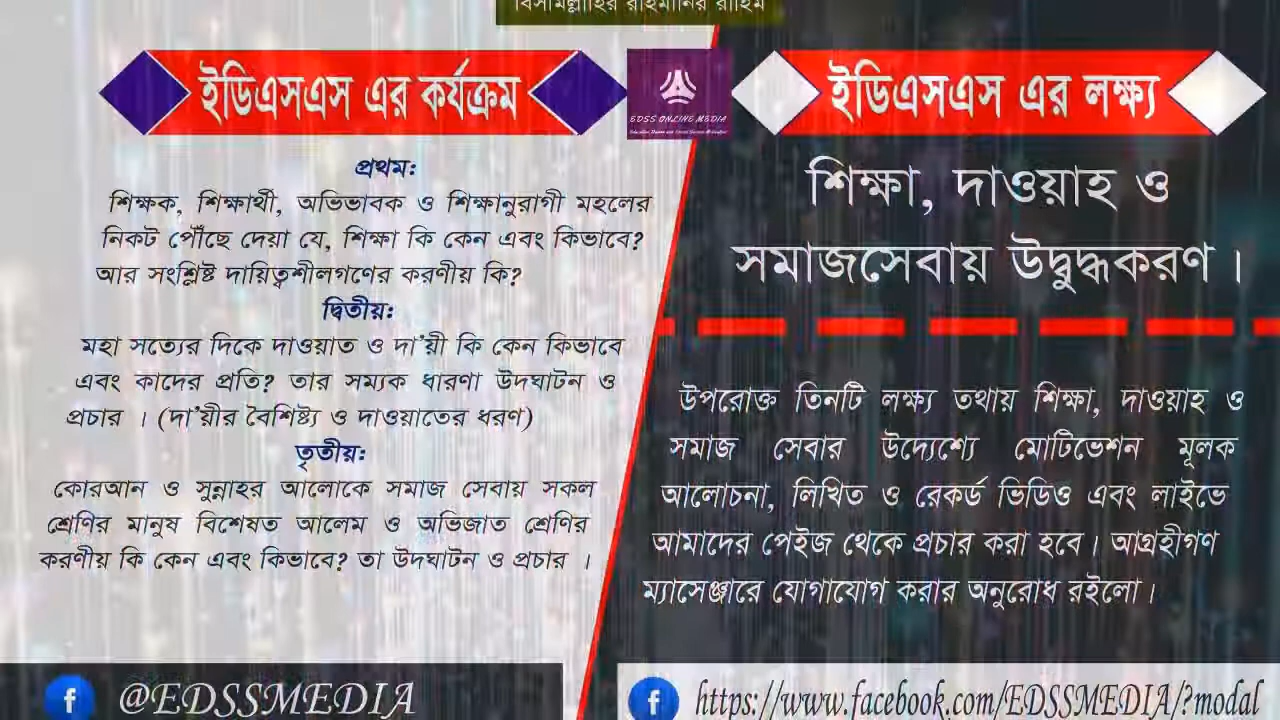 বিসমিল্লাহির রাহমানির রাহিম
ইডিএসএস এর কর্যক্রম
প্রথম:
শিক্ষক, শিক্ষার্থী, অভিভাবক ও শিক্ষানুরাগী মহলের
নিকট পৌঁছে দেয়া যে, শিক্ষা কি কেন এবং কিভাবে?
আর সংশ্লিষ্ট দায়িত্বশীলগণের করণীয় কি?
দ্বিতীয়:
মহা সত্যের দিকে দাওয়াত ও দা'য়ী কি কেন কিভাবে
এবং কাদের প্রতি? তার সম্যক ধারণা উদঘাটন ও
প্রচার । (দা'য়ীর বৈশিষ্ট্য ও দাওয়াতের ধরণ)
তৃতীয়:
কোরআন ও সুন্নাহর আলোকে সমাজ সেবায় সকল
শ্রেণির মানুষ বিশেষত আলেম ও অভিজাত শ্রেণির
করণীয় কি কেন এবং কিভাবে? তা উদঘাটন ও প্রচার ।
@EDSSMEDIA
EDSS ONLINE MEDIA
ইডিএসএস এর লক্ষ্য
শিক্ষা, দাওয়াহ ও
সমাজসেবায় উদ্বুদ্ধকরণ ।
উপরোক্ত তিনটি লক্ষ্য তথায় শিক্ষা, দাওয়াহ ও
সমাজ সেবার উদ্যেশ্যে মোটিভেশন মূলক
আলোচনা, লিখিত ও রেকর্ড ভিডিও এবং লাইভে
আমাদের পেইজ থেকে প্রচার করা হবে। আগ্রহীগণ
ম্যাসেঞ্জারে যোগাযোগ করার অনুরোধ রইলো।
https://www.facebook.com/EDSSMEDIA/?modal